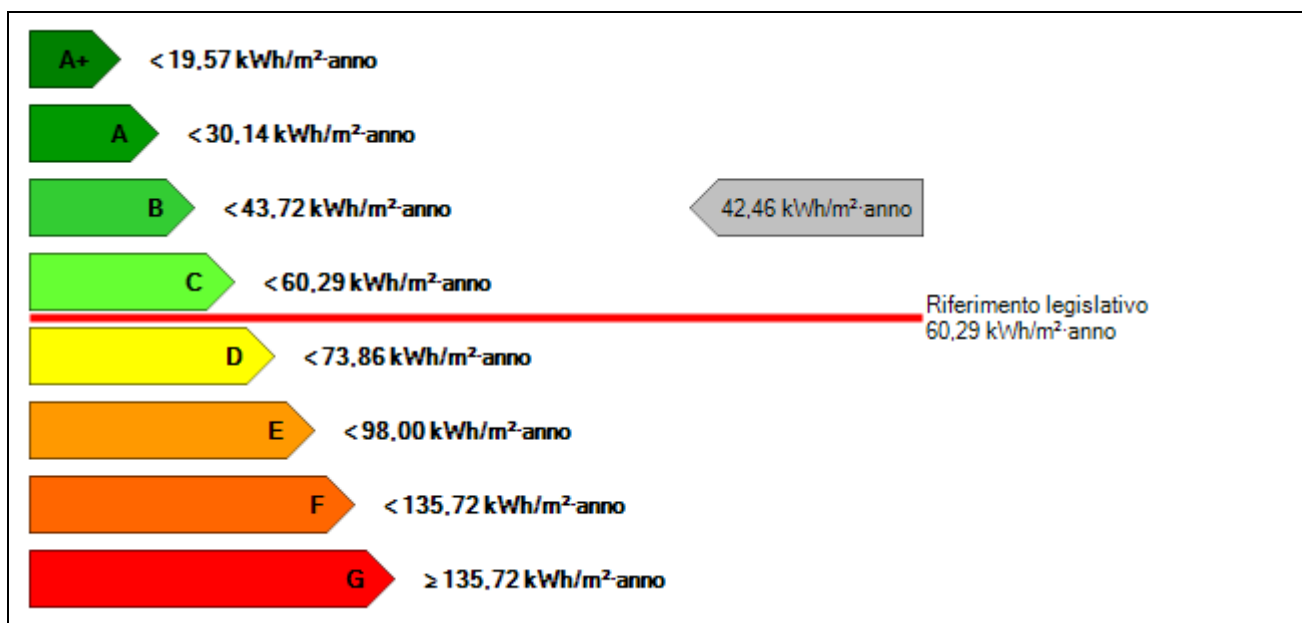 A+ < 19,57 kWh/m²·anno
A < 30,14 kWh/m²·anno
B < 43,72 kWh/m²·anno 42,46 kWh/m²·anno
C < 60,29 kWh/m²·anno
Riferimento legislativo
60,29 kWh/m²·anno
D < 73,86 kWh/m²·anno
E < 98,00 kWh/m²·anno
F < 135,72 kWh/m²·anno
G ≥ 135,72 kWh/m²·anno